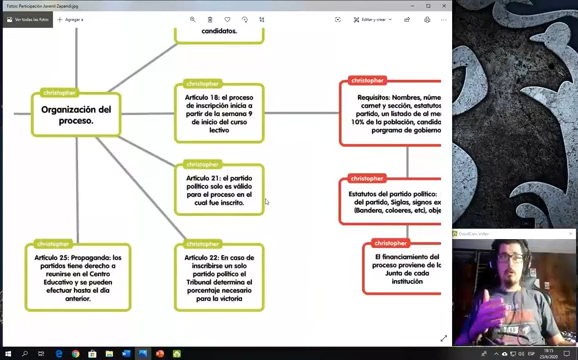 Fotos Participación Juvenil Zapandi.jpg
Ver todas las fotos
Agregar a
Editar y crear
candidatos.
christopher
Organización del
proceso.
christopher
Artículo 18: el proceso
de inscripción inicia a
partir de la semana 9
de inicio del curso
lectivo
christopher
Requisitos: Nombres, núme
carnet y sección, estatutos
partido, un listado de al me
10% de la población, candida
programa de gobierno
christopher
Artículo 21: el partido
político solo es válido
para el proceso en el
cual fue inscrito.
christopher
Estatutos del partido político:
del partido, Siglas, signos ex
(Bandera, coloeres, etc), obje
christopher
Artículo 25: Propaganda; los
partidos tiene derecho a
reunirse en el Centro
Educativo y se pueden
efectuar hasta el día
anterior.
christopher
Artículo 22: En caso de
inscribirse un solo
partido político el
Tribunal determina el
porcentaje necesario
para la victoria
christopher
El financiamiento del
proceso proviene de la
Junta de cada
institución
ESP
18:15
23/6/2020